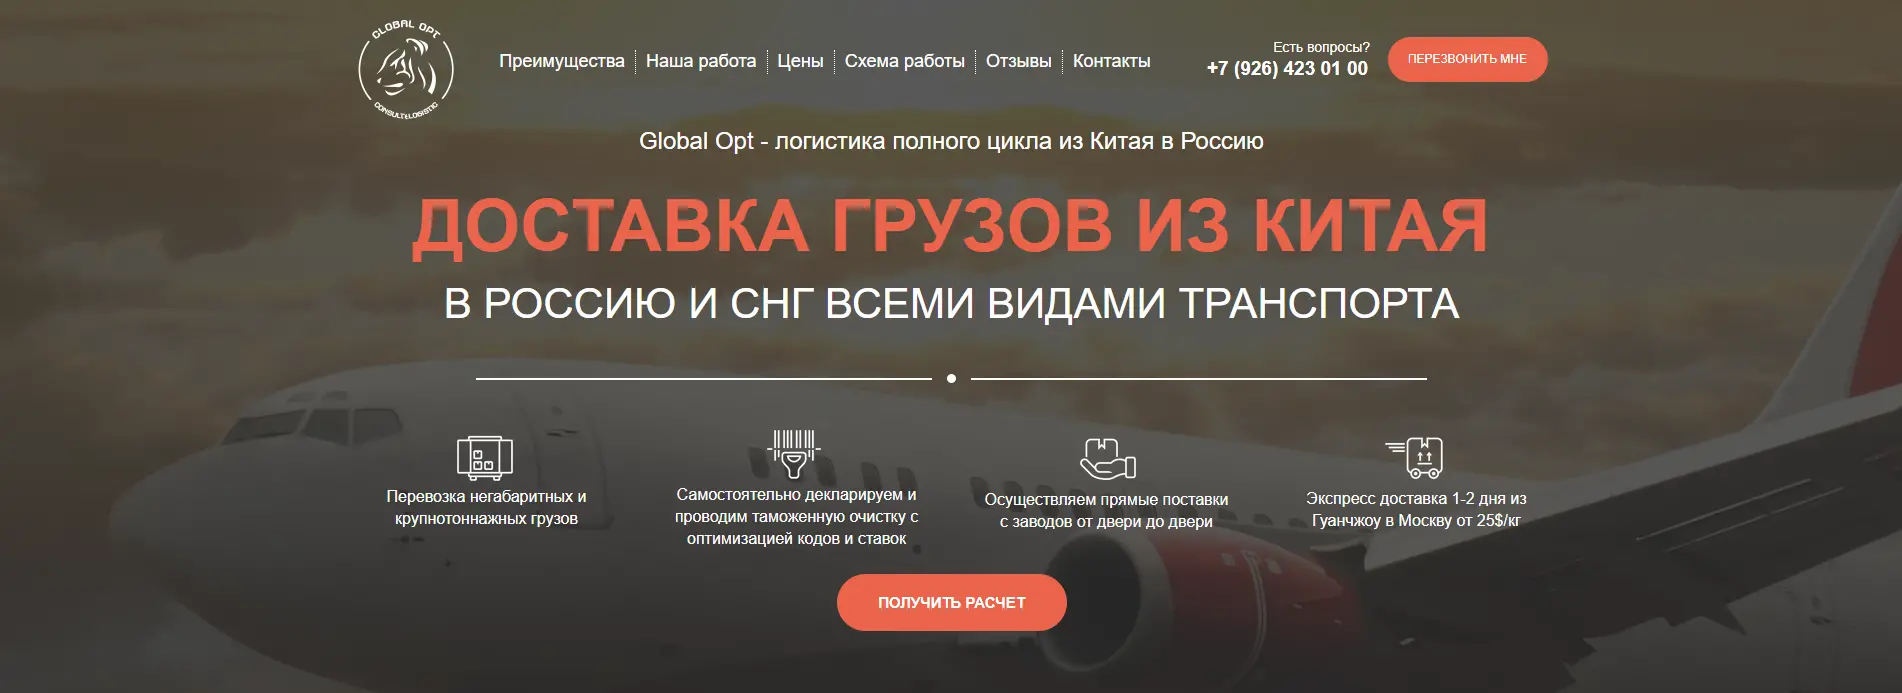 GLOBAL OPT
CONSULT&LOGISTIC
Преимущества
Наша работа
Цены
Схема работы
Отзывы
Контакты
Есть вопросы?
+7 (926) 423 01 00
ПЕРЕЗВОНИТЬ МНЕ
Global Opt - логистика полного цикла из Китая в Россию
ДОСТАВКА ГРУЗОВ ИЗ КИТАЯ
В РОССИЮ И СНГ ВСЕМИ ВИДАМИ ТРАНСПОРТА
Перевозка негабаритных и
крупнотоннажных грузов
Самостоятельно декларируем и
проводим таможенную очистку с
оптимизацией кодов и ставок
Осуществляем прямые поставки
с заводов от двери до двери
Экспресс доставка 1-2 дня из
Гуанчжоу в Москву от 25$/кг
ПОЛУЧИТЬ РАСЧЕТ